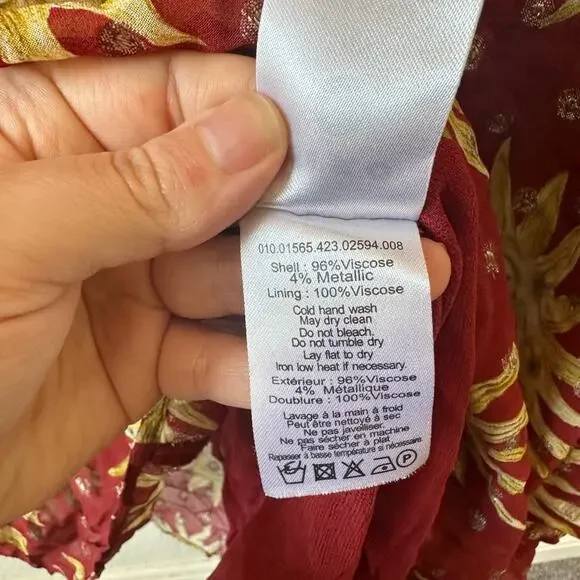 010.01565.423.02594.008
Shell : 96%Viscose
4% Metallic
Lining : 100%Viscose
Cold hand wash
May dry clean
Do not bleach.
Do not tumble dry
Lay flat to dry
Iron low heat if necessary.
Extérieur : 96%Viscose
4% Métallique
Doublure : 100%Viscose
Lavage à la main à froid
Peut être nettoyé à sec
Ne pas javelliser.
Ne pas sécher en machine
Faire sécher à plat
Repasser à basse température si nécessaire.
P